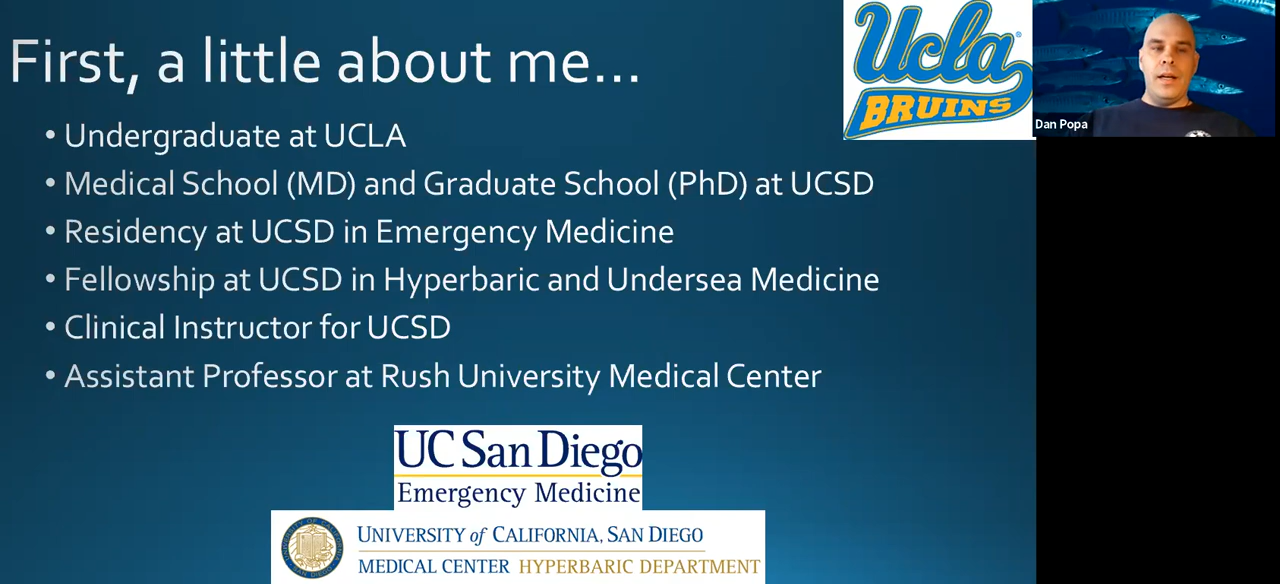 First, a little about me...
• Undergraduate at UCLA
• Medical School (MD) and Graduate School (PhD) at UCSD
• Residency at UCSD in Emergency Medicine
• Fellowship at UCSD in Hyperbaric and Undersea Medicine
• Clinical Instructor for UCSD
• Assistant Professor at Rush University Medical Center
Ucla
BRUINS
Dan Popa
UC San Diego
Emergency Medicine
UNIVERSITY of CALIFORNIA, SAN DIEGO
MEDICAL CENTER HYPERBARIC DEPARTMENT